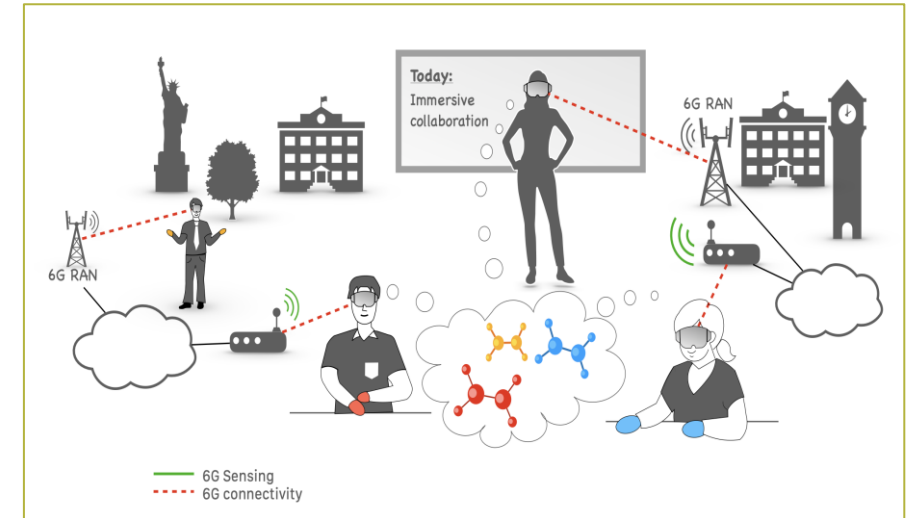 Today:
Immersive
collaboration
6G RAN
6G RAN
6G Sensing
6G connectivity